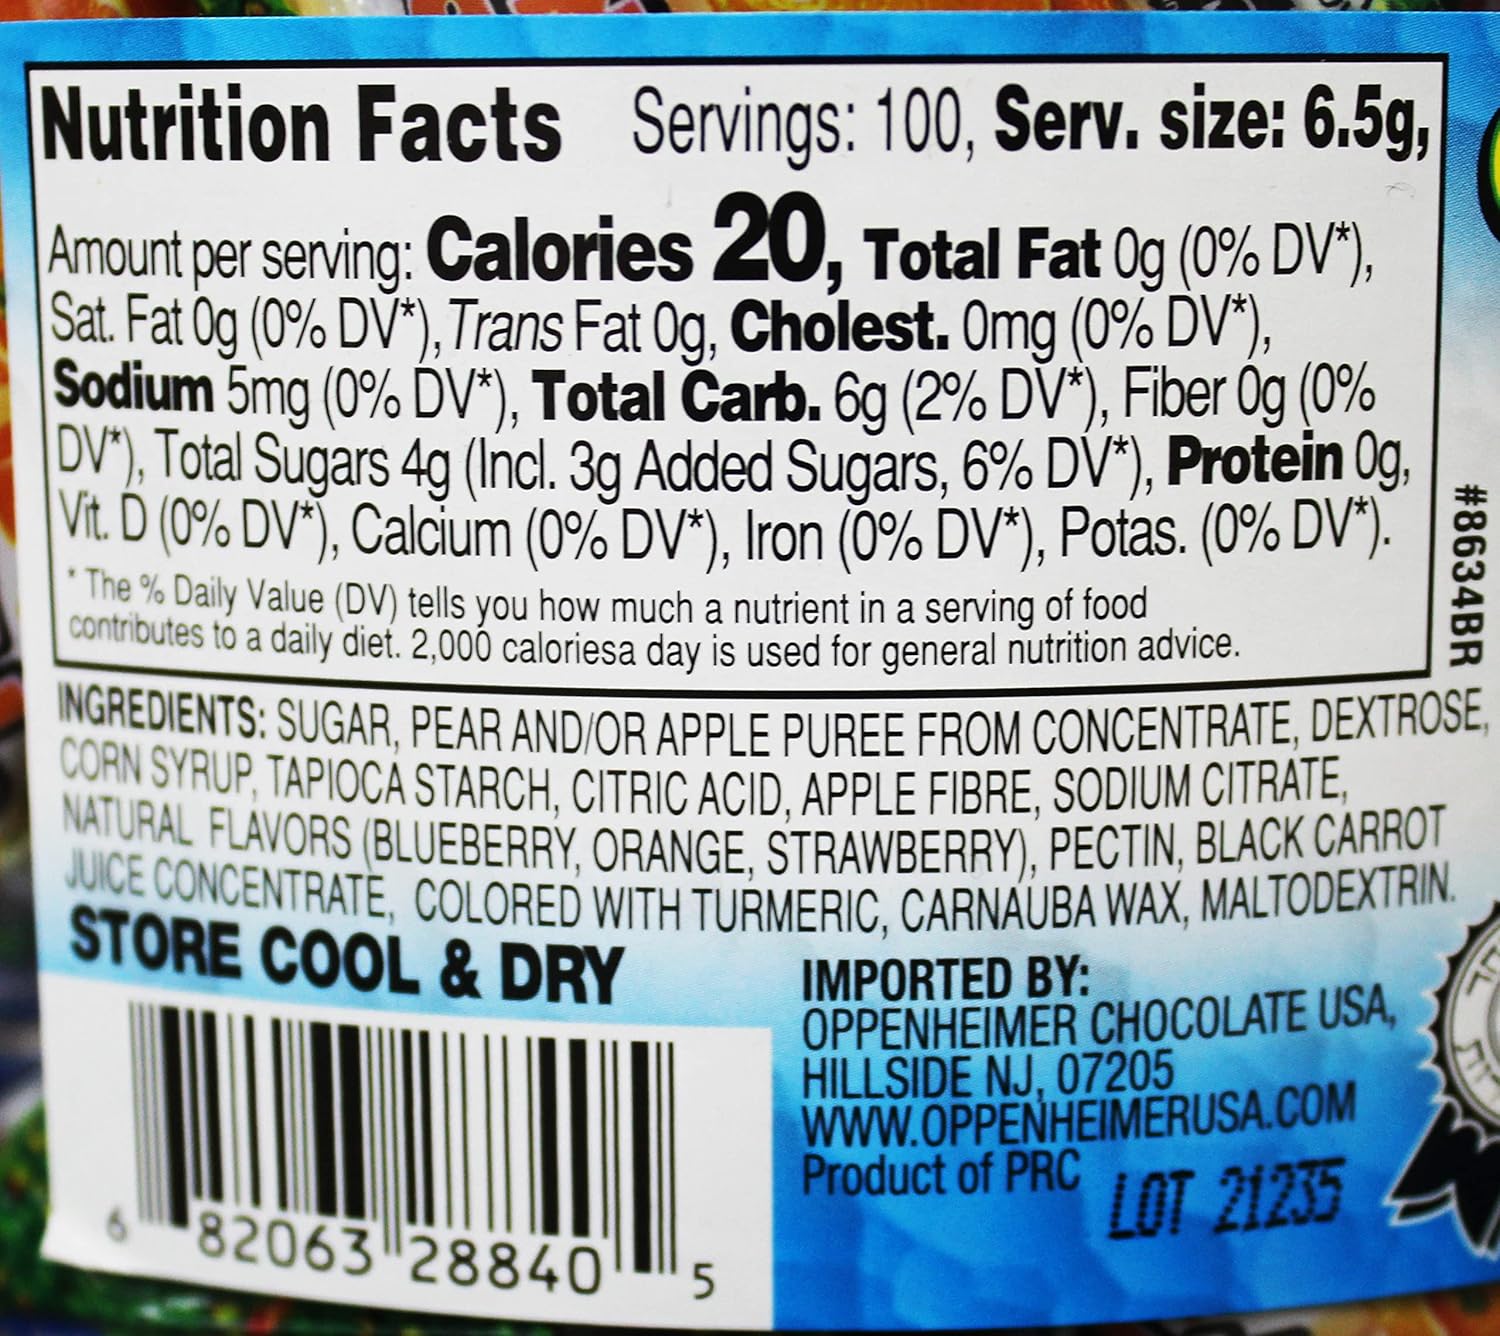 Nutrition Facts Servings: 100, Serv. size: 6.5g,
Amount per serving: Calories 20, Total Fat 0g (0% DV*),
Sat. Fat 0g (0% DV*), Trans Fat 0g, Cholest. 0mg (0% DV*),
Sodium 5mg (0% DV*), Total Carb. 6g (2% DV*), Fiber 0g (0%
DV*), Total Sugars 4g (Incl. 3g Added Sugars, 6% DV*), Protein 0g,
Vit. D (0% DV*), Calcium (0% DV*), Iron (0% DV*), Potas. (0% DV*).
* The % Daily Value (DV) tells you how much a nutrient in a serving of food
contributes to a daily diet. 2,000 caloriesa day is used for general nutrition advice.
#8634BR
INGREDIENTS: SUGAR, PEAR AND/OR APPLE PUREE FROM CONCENTRATE, DEXTROSE,
CORN SYRUP, TAPIOCA STARCH, CITRIC ACID, APPLE FIBRE, SODIUM CITRATE,
NATURAL FLAVORS (BLUEBERRY, ORANGE, STRAWBERRY), PECTIN, BLACK CARROT
JUICE CONCENTRATE, COLORED WITH TURMERIC, CARNAUBA WAX, MALTODEXTRIN.
STORE COOL & DRY
IMPORTED BY:
OPPENHEIMER CHOCOLATE USA,
HILLSIDE NJ, 07205
WWW.OPPENHEIMERUSA.COM
Product of PRC
LOT 21235
6 82063 28840 5